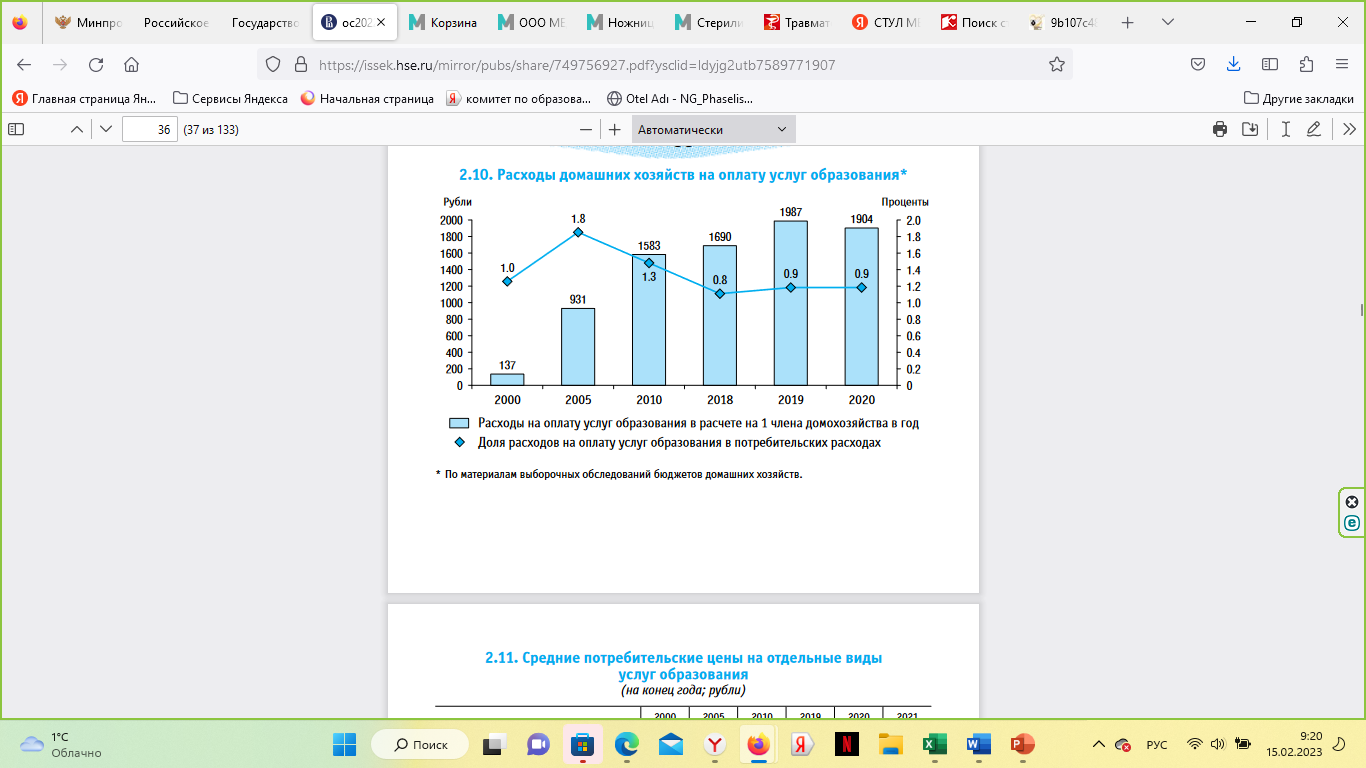 Минпро
Российское
Государство
ос202
Корзина
ООО МЕ
Ножниц
Стерили
Травмат
СТУЛ МЕ
Поиск с
9b107c4
https://issek.hse.ru/mirror/pubs/share/749756927.pdf?ysclid=ldyjg2utb7589771907
Главная страница Ян...
Сервисы Яндекса
Начальная страница
комитет по образова...
Otel Adı - NG_Phaselis...
Другие закладки
36 (37 из 133)
Автоматически
2.10. Расходы домашних хозяйств на оплату услуг образования*
Рубли
Проценты
2000
1800
1600
1400
1200
1000
800
600
400
200
0
1.0
1.8
1.3
0.8
0.9
0.9
137
931
1583
1690
1987
1904
2.0
1.8
1.6
1.4
1.2
1.0
0.8
0.6
0.4
0.2
0
2000 2005 2010 2018 2019 2020
Расходы на оплату услуг образования в расчете на 1 члена домохозяйства в год
Доля расходов на оплату услуг образования в потребительских расходах
* По материалам выборочных обследований бюджетов домашних хозяйств.
2.11. Средние потребительские цены на отдельные виды
услуг образования
(на конец года; рубли)
2000 2005 2010 2019 2020 2021
1°C
Облачно
Поиск
РУС
9:20
15.02.2023